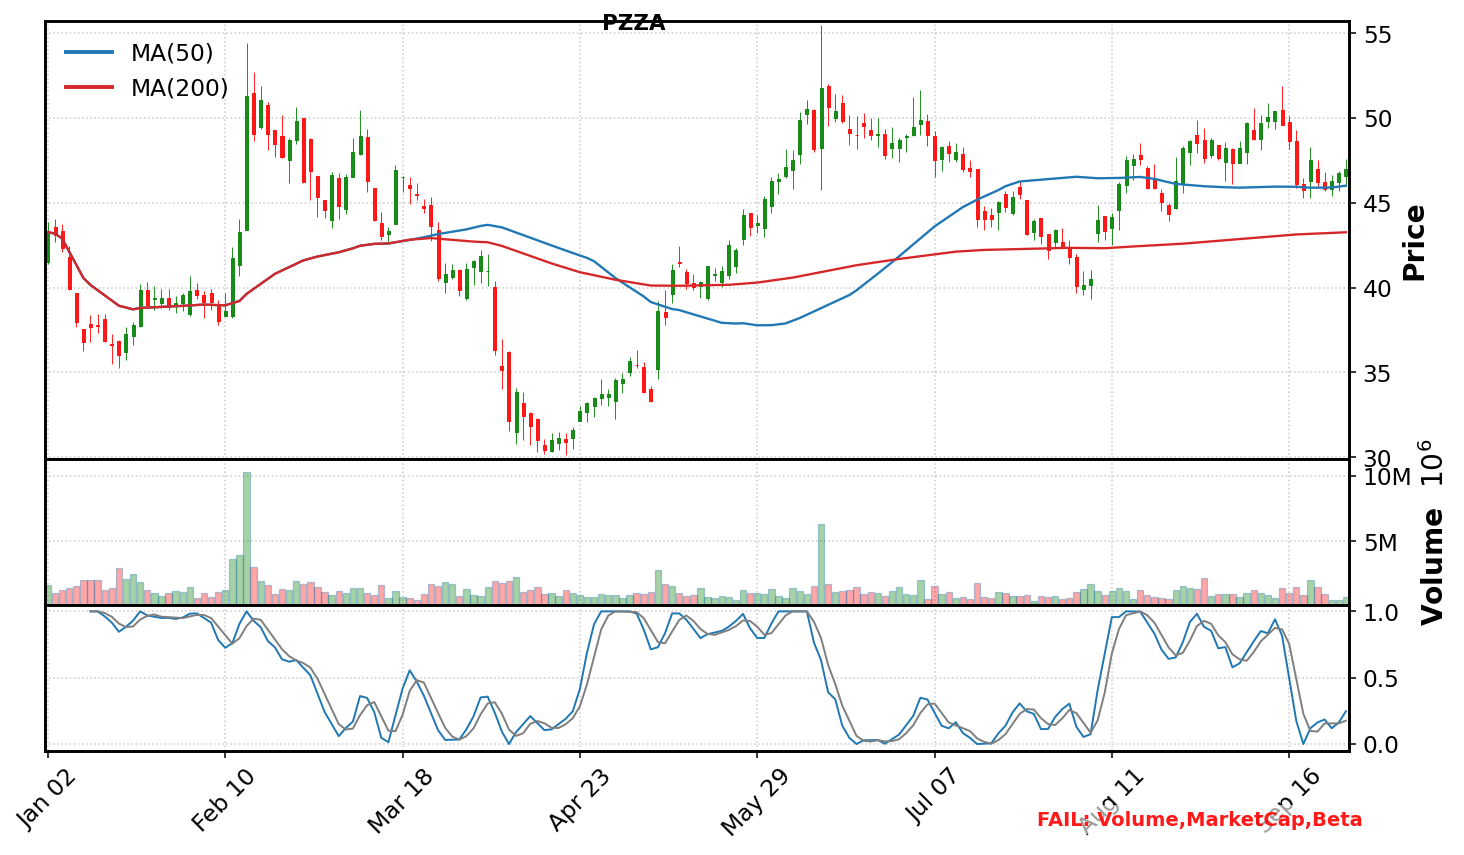 PZZA
MA(50)
MA(200)
55
50
45
40
35
30
Price
10M
5M
Volume 10^6
1.0
0.5
0.0
Jan 02
Feb 10
Mar 18
Apr 23
May 29
Jul 07
Aug 11
Sep 16
FAIL: Volume,MarketCap,Beta